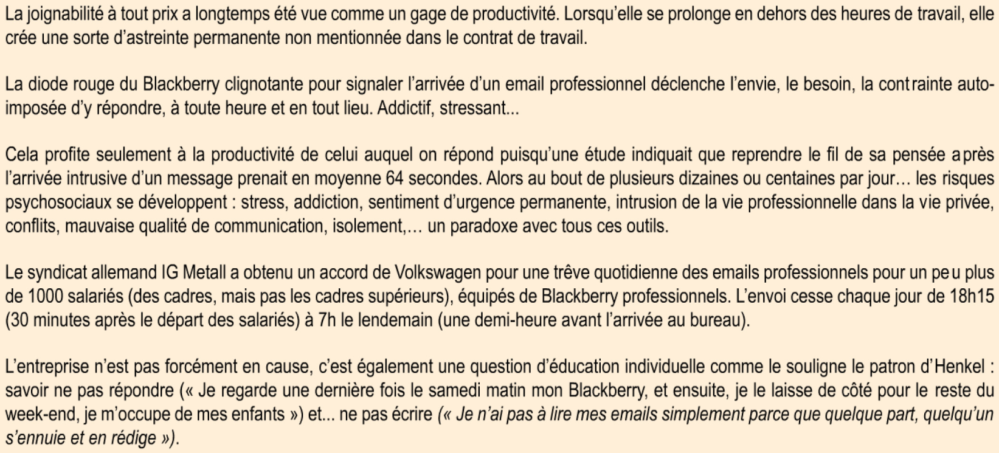 La joignabilité à tout prix a longtemps été vue comme un gage de productivité. Lorsqu’elle se prolonge en dehors des heures de travail, elle
crée une sorte d’astreinte permanente non mentionnée dans le contrat de travail.
La diode rouge du Blackberry clignotante pour signaler l’arrivée d’un email professionnel déclenche l’envie, le besoin, la contrainte auto-
imposée d’y répondre, à toute heure et en tout lieu. Addictif, stressant...
Cela profite seulement à la productivité de celui auquel on répond puisqu’une étude indiquait que reprendre le fil de sa pensée après
l’arrivée intrusive d’un message prenait en moyenne 64 secondes. Alors au bout de plusieurs dizaines ou centaines par jour… les risques
psychosociaux se développent : stress, addiction, sentiment d’urgence permanente, intrusion de la vie professionnelle dans la vie privée,
conflits, mauvaise qualité de communication, isolement,… un paradoxe avec tous ces outils.
Le syndicat allemand IG Metall a obtenu un accord de Volkswagen pour une trêve quotidienne des emails professionnels pour un peu plus
de 1000 salariés (des cadres, mais pas les cadres supérieurs), équipés de Blackberry professionnels. L’envoi cesse chaque jour de 18h15
(30 minutes après le départ des salariés) à 7h le lendemain (une demi-heure avant l’arrivée au bureau).
L’entreprise n’est pas forcément en cause, c’est également une question d’éducation individuelle comme le souligne le patron d’Henkel :
savoir ne pas répondre (« Je regarde une dernière fois le samedi matin mon Blackberry, et ensuite, je le laisse de côté pour le reste du
week-end, je m’occupe de mes enfants ») et... ne pas écrire (« Je n’ai pas à lire mes emails simplement parce que quelque part, quelqu’un
s’ennuie et en rédige »).